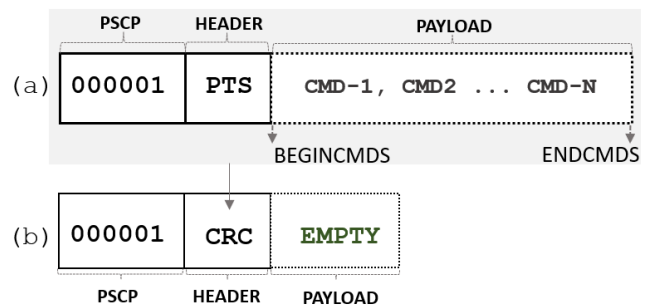 PSCP HEADER PAYLOAD
(a) 000001 PTS CMD-1, CMD2 ... CMD-N
BEGINCMDS ENDCMDS
(b) 000001 CRC EMPTY
PSCP HEADER PAYLOAD